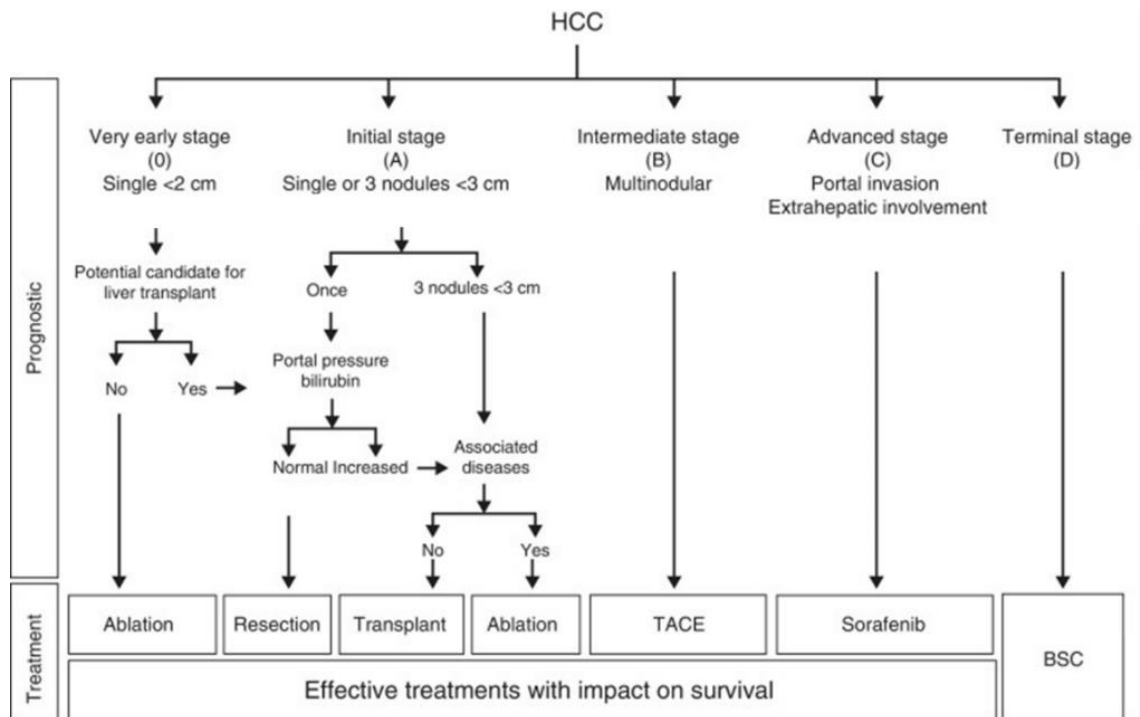 HCC
Prognostic
Very early stage
(0)
Single <2 cm
Initial stage
(A)
Single or 3 nodules <3 cm
Intermediate stage
(B)
Multinodular
Advanced stage
(C)
Portal invasion
Extrahepatic involvement
Terminal stage
(D)
Potential candidate for
liver transplant
No
Yes
Once
3 nodules <3 cm
Portal pressure
bilirubin
Normal Increased
Associated
diseases
No
Yes
Treatment
Ablation
Resection
Transplant
Ablation
TACE
Sorafenib
BSC
Effective treatments with impact on survival